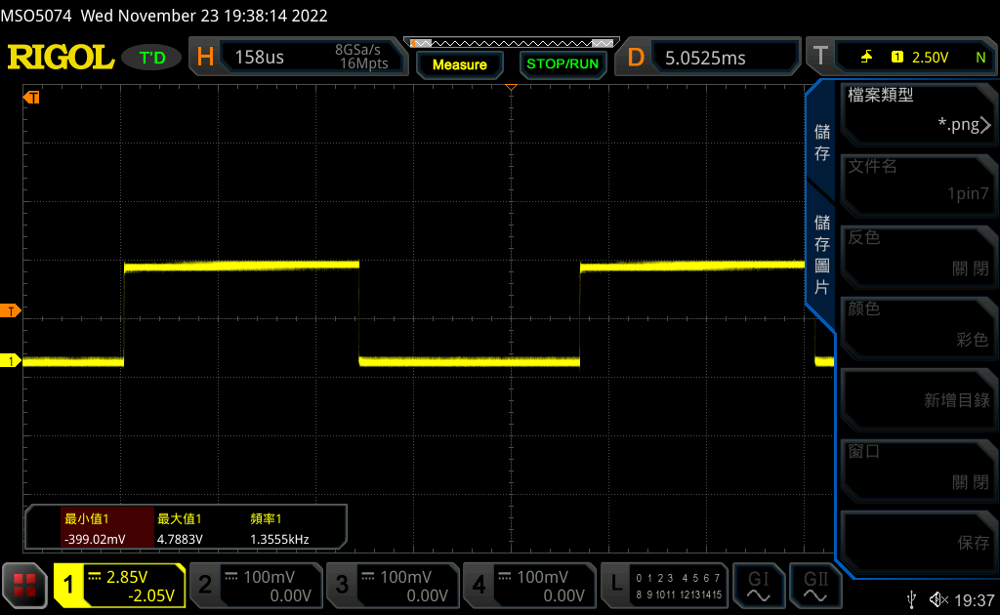 MSO5074 Wed November 23 19:38:14 2022
RIGOL T'D H 158us 8GSa/s 16Mpts Measure STOP/RUN D 5.0525ms T 1 2.50V N
T
檔案類型
*.png
儲存
文件名
1pin7
儲存圖片
反色
關閉
T
颜色
彩色
1
新增目錄
窗口
關閉
最小值1 最大值1 頻率1
-399.02mV 4.7883V 1.3555kHz
保存
1 2.85V -2.05V
2 100mV 0.00V
3 100mV 0.00V
4 100mV 0.00V
L 0 1 2 3 4 5 6 7
8 9 10 11 12 13 14 15
GI GII
19:37